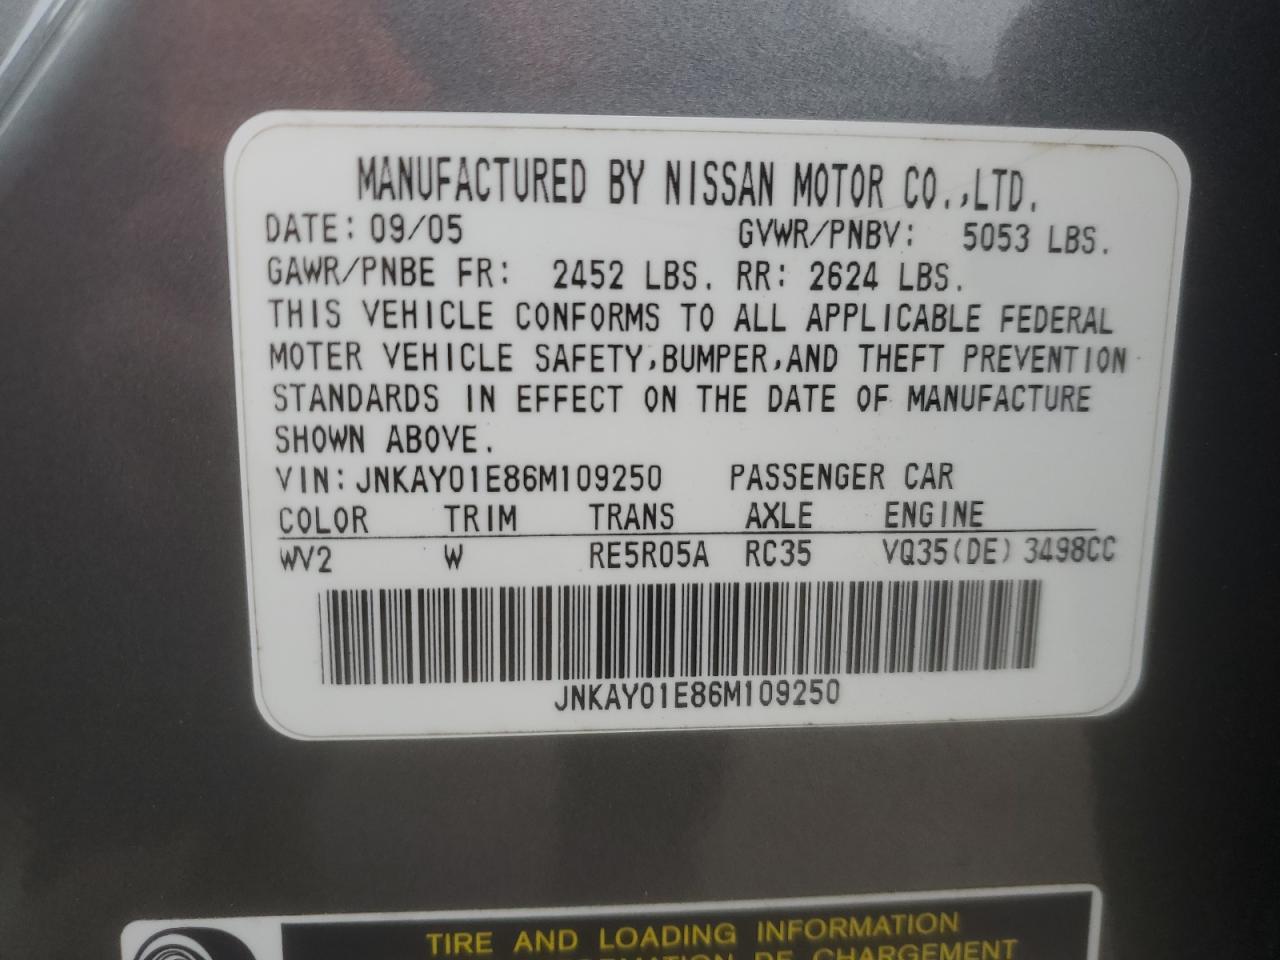 MANUFACTURED BY NISSAN MOTOR CO.,LTD.
DATE: 09/05 GVWR/PNBV: 5053 LBS.
GAWR/PNBE FR: 2452 LBS. RR: 2624 LBS.
THIS VEHICLE CONFORMS TO ALL APPLICABLE FEDERAL
MOTER VEHICLE SAFETY,BUMPER,AND THEFT PREVENTION
STANDARDS IN EFFECT ON THE DATE OF MANUFACTURE
SHOWN ABOVE.
VIN: JNKAY01E86M109250 PASSENGER CAR
COLOR TRIM TRANS AXLE ENGINE
WV2 W RE5R05A RC35 VQ35(DE) 3498CC
JNKAY01E86M109250
TIRE AND LOADING INFORMATION
DE CHARGEMENT